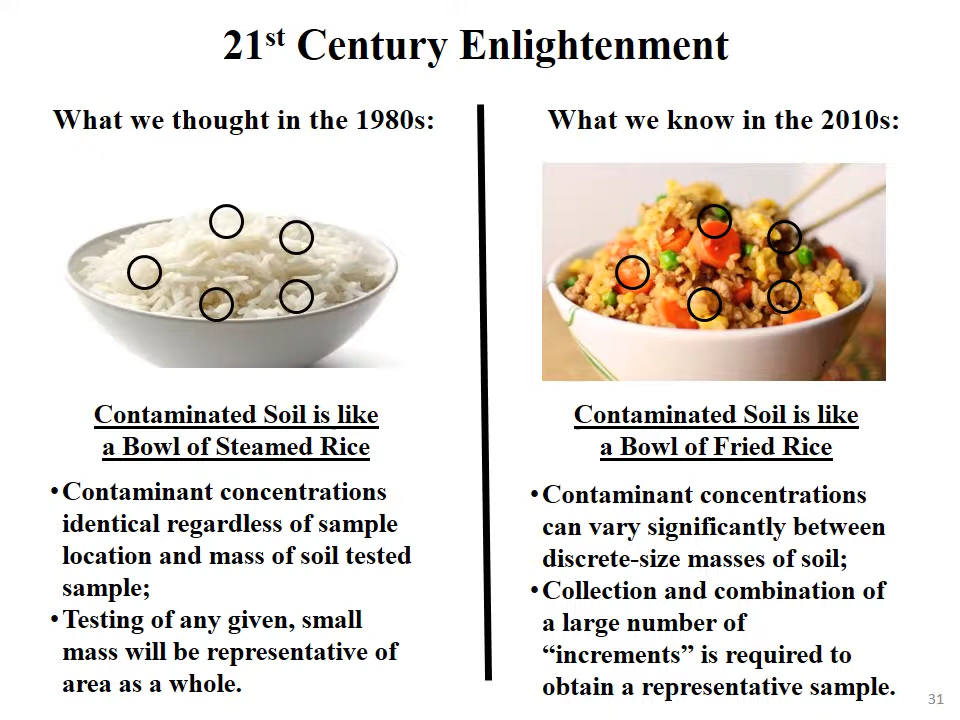 21st Century Enlightenment
What we thought in the 1980s:
Contaminated Soil is like
a Bowl of Steamed Rice
•Contaminant concentrations
identical regardless of sample
location and mass of soil tested
sample;
•Testing of any given, small
mass will be representative of
area as a whole.
What we know in the 2010s:
Contaminated Soil is like
a Bowl of Fried Rice
•Contaminant concentrations
can vary significantly between
discrete-size masses of soil;
•Collection and combination of
a large number of
“increments” is required to
obtain a representative sample.
31